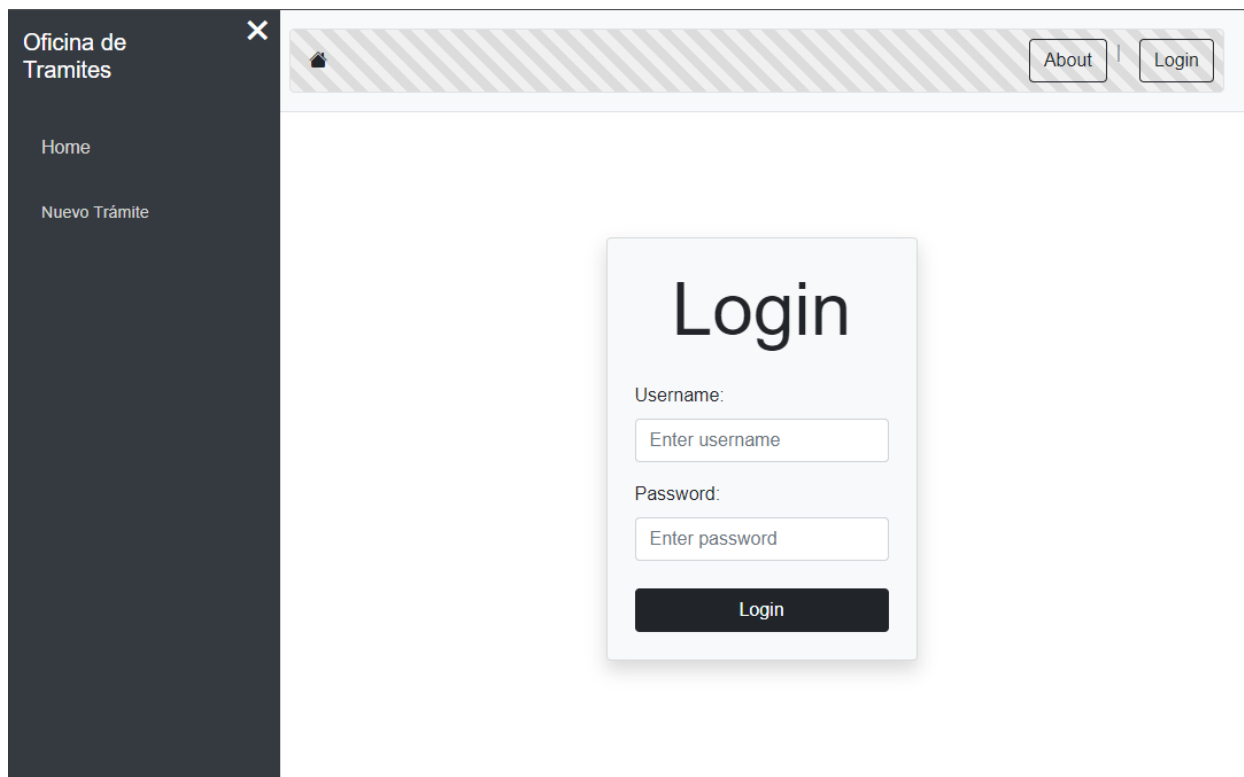 Oficina de
Tramites
Home
Nuevo Trámite
About | Login
Login
Username:
Enter username
Password:
Enter password
Login